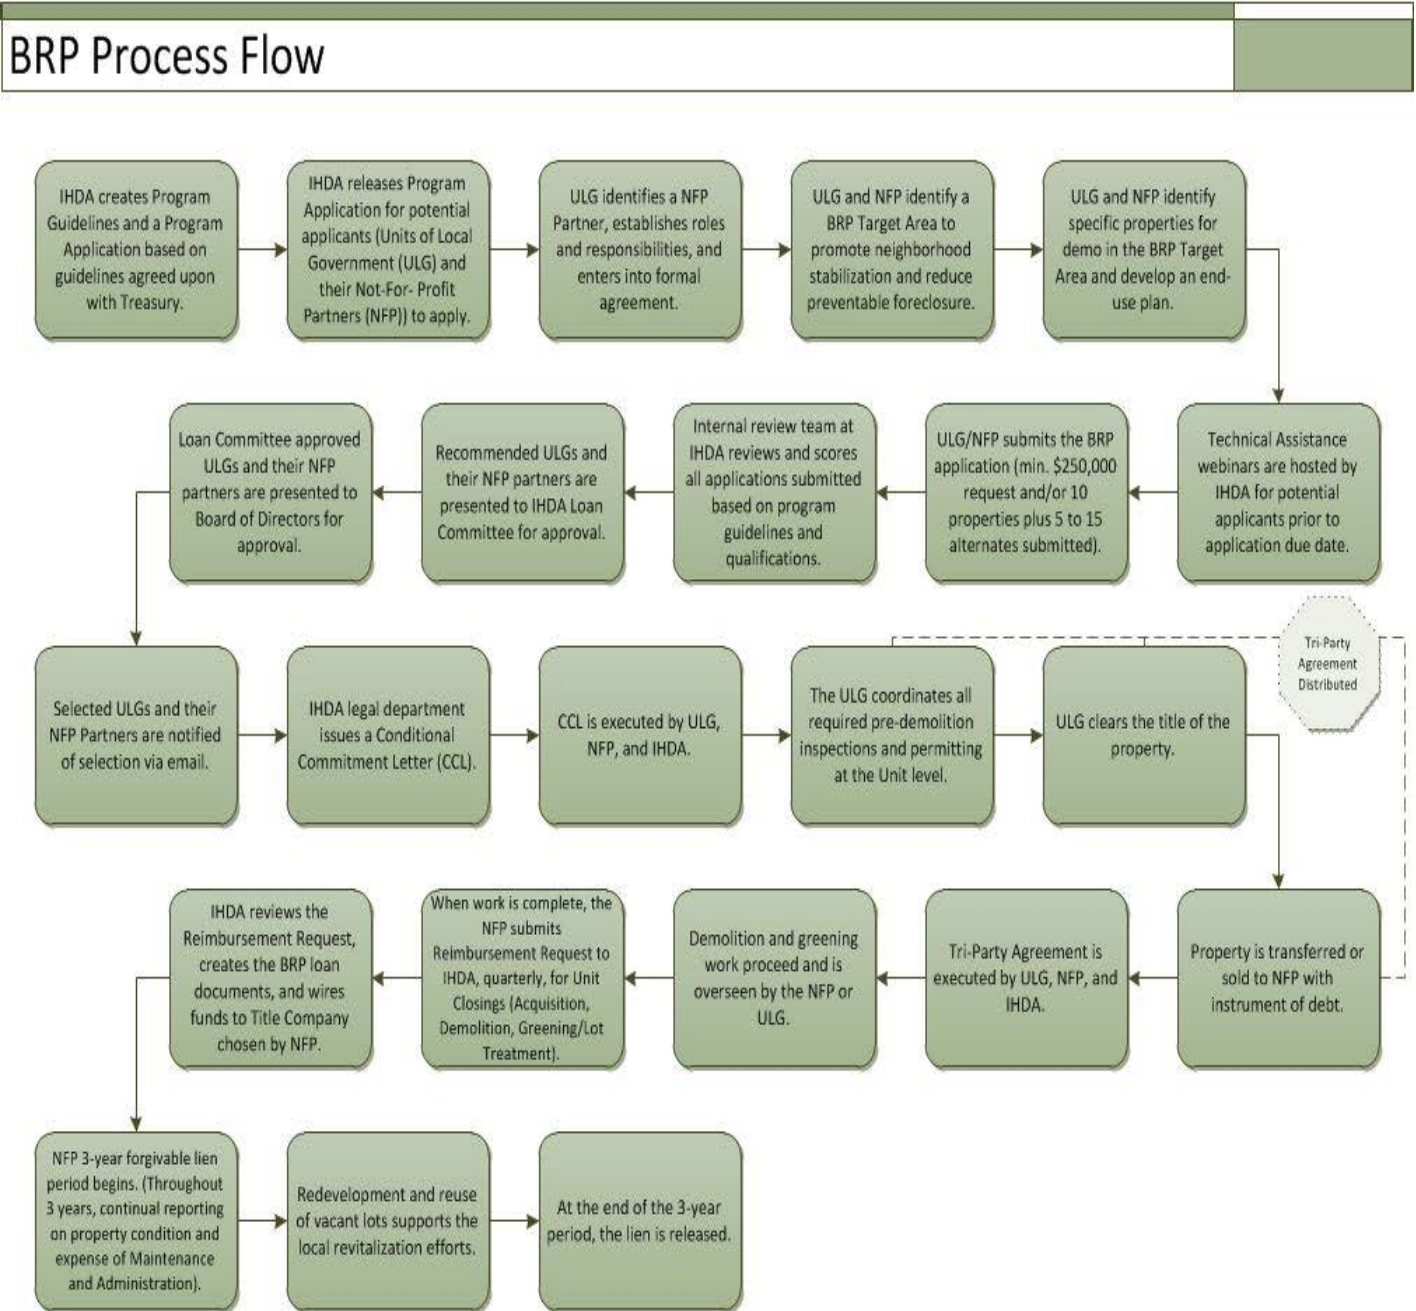 BRP Process Flow
IHDA creates Program
Guidelines and a Program
Application based on
guidelines agreed upon
with Treasury.
IHDA releases Program
Application for potential
applicants (Units of Local
Government (ULG) and
their Not-For- Profit
Partners (NFP)) to apply.
ULG identifies a NFP
Partner, establishes roles
and responsibilities, and
enters into formal
agreement.
ULG and NFP identify a
BRP Target Area to
promote neighborhood
stabilization and reduce
preventable foreclosure.
ULG and NFP identify
specific properties for
demo in the BRP Target
Area and develop an end-
use plan.
Technical Assistance
webinars are hosted by
IHDA for potential
applicants prior to
application due date.
ULG/NFP submits the BRP
application (min. $250,000
request and/or 10
properties plus 5 to 15
alternates submitted).
Internal review team at
IHDA reviews and scores
all applications submitted
based on program
guidelines and
qualifications.
Recommended ULGs and
their NFP partners are
presented to IHDA Loan
Committee for approval.
Loan Committee approved
ULGs and their NFP
partners are presented to
Board of Directors for
approval.
Selected ULGs and their
NFP Partners are notified
of selection via email.
IHDA legal department
issues a Conditional
Commitment Letter (CCL).
CCL is executed by ULG,
NFP, and IHDA.
The ULG coordinates all
required pre-demolition
inspections and permitting
at the Unit level.
ULG clears the title of the
property.
Tri-Party
Agreement
Distributed
Property is transferred or
sold to NFP with
instrument of debt.
Tri-Party Agreement is
executed by ULG, NFP, and
IHDA.
Demolition and greening
work proceed and is
overseen by the NFP or
ULG.
When work is complete, the
NFP submits
Reimbursement Request to
IHDA, quarterly, for Unit
Closings (Acquisition,
Demolition, Greening/Lot
Treatment).
IHDA reviews the
Reimbursement Request,
creates the BRP loan
documents, and wires
funds to Title Company
chosen by NFP.
NFP 3-year forgivable lien
period begins. (Throughout
3 years, continual reporting
on property condition and
expense of Maintenance
and Administration).
Redevelopment and reuse
of vacant lots supports the
local revitalization efforts.
At the end of the 3-year
period, the lien is released.